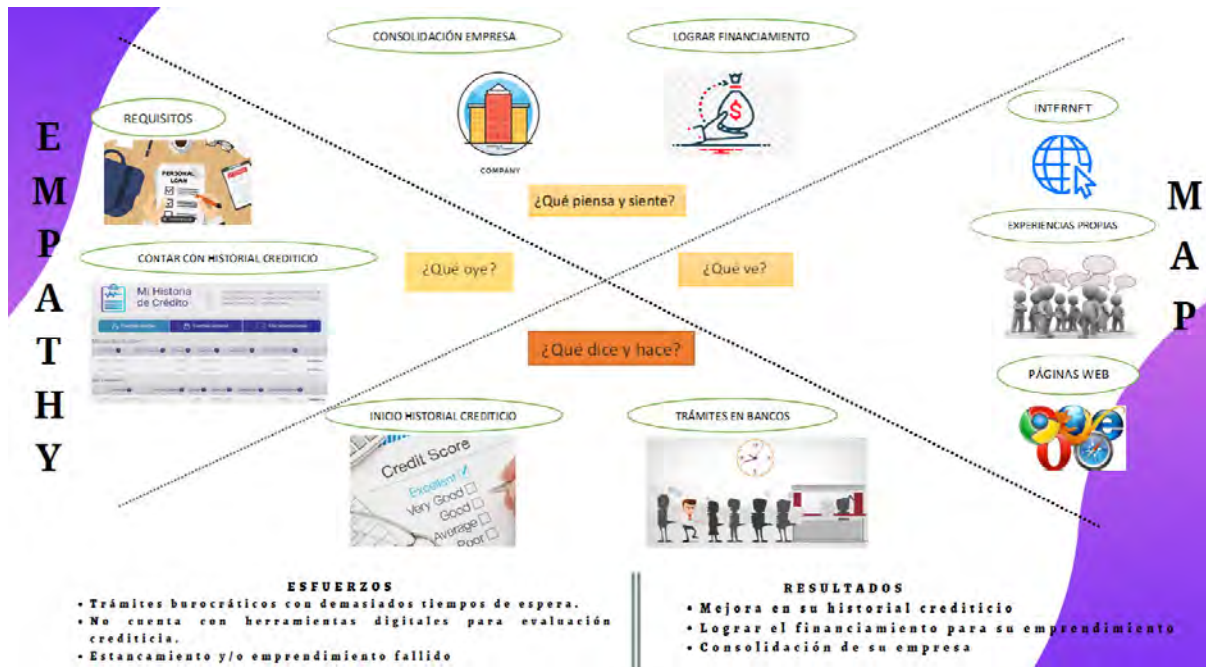 CONSOLIDACIÓN EMPRESA
LOGRAR FINANCIAMIENTO
COMPANY
¿Qué piensa y siente?
EMPATHY
REQUISITOS
PERSONAL
LOAN
CONTAR CON HISTORIAL CREDITICIO
Mi Historia
de Crédito
¿Qué oye?
¿Qué ve?
INTERNET
EXPERIENCIAS PROPIAS
PÁGINAS WEB
MAP
¿Qué dice y hace?
INICIO HISTORIAL CREDITICIO
Credit Score
Excellent
Very Good
Good
Average
Poor
TRÁMITES EN BANCOS
ESFUERZOS
• Trámites burocráticos con demasiados tiempos de espera.
• No cuenta con herramientas digitales para evaluación
crediticia.
• Estancamiento y/o emprendimiento fallido
RESULTADOS
• Mejora en su historial crediticio
• Lograr el financiamiento para su emprendimiento
• Consolidación de su empresa